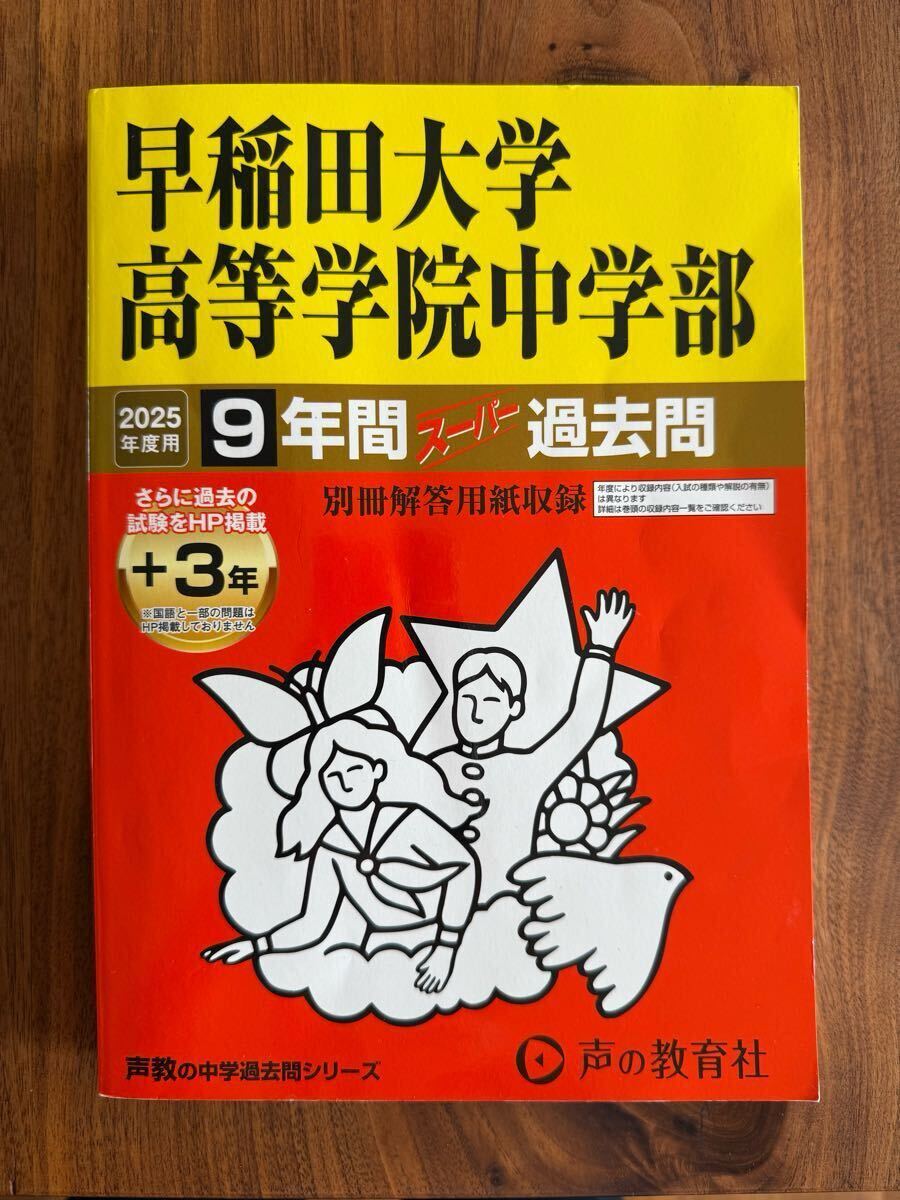 早稲田大学
高等学院中学部
2025
年度用
9年間スーパー過去問
別冊解答用紙収録
年度により収録内容(入試の種類や解説の有無)
は異なります
詳細は巻頭の収録内容一覧をご確認ください
さらに過去の
試験をHP掲載
+3年
※国語と一部の問題は
HP掲載しておりません
声教の中学過去問シリーズ
声の教育社